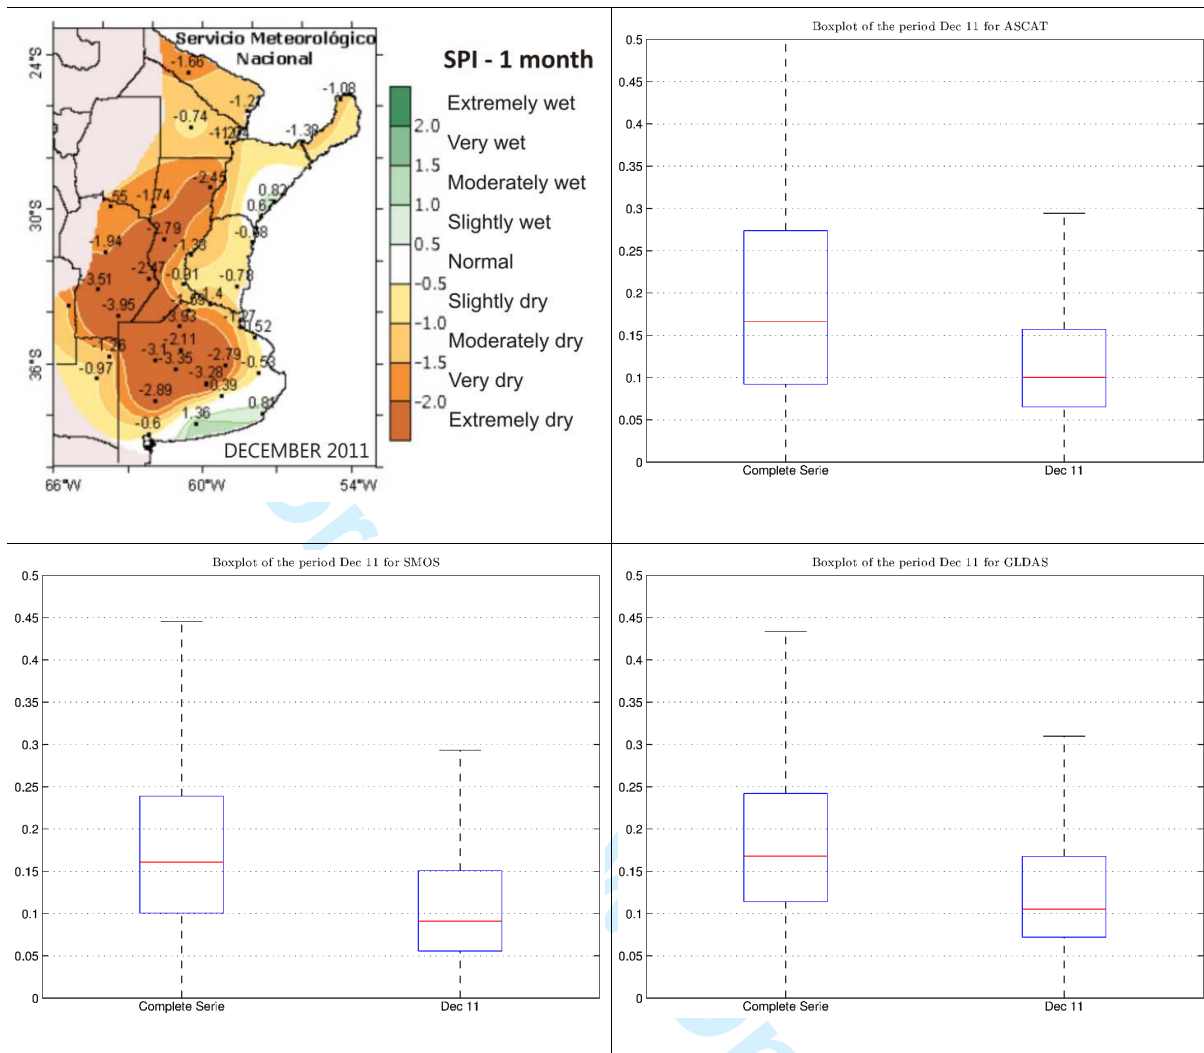 Servicio Meteorológico
Nacional
24°S
30°S
36°S
-1.66
-1.08
-0.74
-1.38
-2.45
-1.74
0.82
-2.79
-1.94
-1.38
-2.47
-0.91
-0.78
-3.51
-1.4
-3.95
-3.93
-1.27
-2.11
-1.26
-3.1
-3.35
-2.79
-0.53
-0.97
-3.28
-2.89
0.81
1.36
-0.6
DECEMBER 2011
66°W
60°W
54°W
SPI - 1 month
Extremely wet
2.0
Very wet
1.5
Moderately wet
1.0
Slightly wet
0.5
Normal
-0.5
Slightly dry
-1.0
Moderately dry
-1.5
Very dry
-2.0
Extremely dry
Boxplot of the period Dec 11 for ASCAT
0.5
0.45
0.4
0.35
0.3
0.25
0.2
0.15
0.1
0.05
0
Complete Serie
Dec 11
Boxplot of the period Dec 11 for SMOS
0.5
0.45
0.4
0.35
0.3
0.25
0.2
0.15
0.1
0.05
0
Complete Serie
Dec 11
Boxplot of the period Dec 11 for GLDAS
0.5
0.45
0.4
0.35
0.3
0.25
0.2
0.15
0.1
0.05
0
Complete Serie
Dec 11